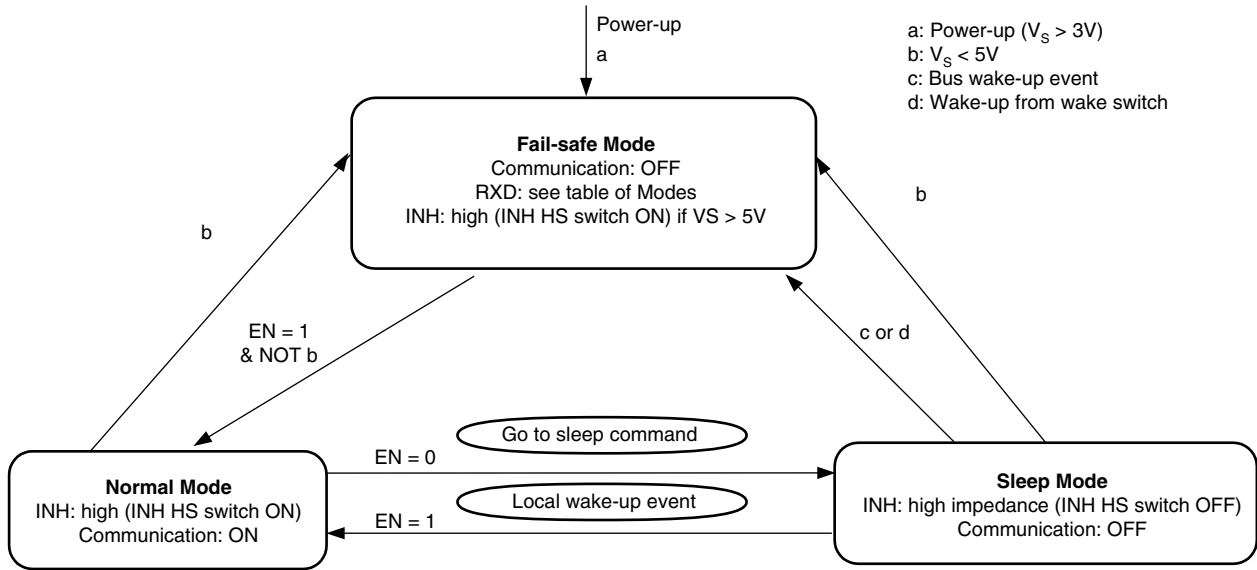 Power-up
a
a: Power-up (V_S > 3V)
b: V_S < 5V
c: Bus wake-up event
d: Wake-up from wake switch
Fail-safe Mode
Communication: OFF
RXD: see table of Modes
INH: high (INH HS switch ON) if VS > 5V
b
b
EN = 1
& NOT b
c or d
Go to sleep command
EN = 0
Local wake-up event
EN = 1
Normal Mode
INH: high (INH HS switch ON)
Communication: ON
Sleep Mode
INH: high impedance (INH HS switch OFF)
Communication: OFF